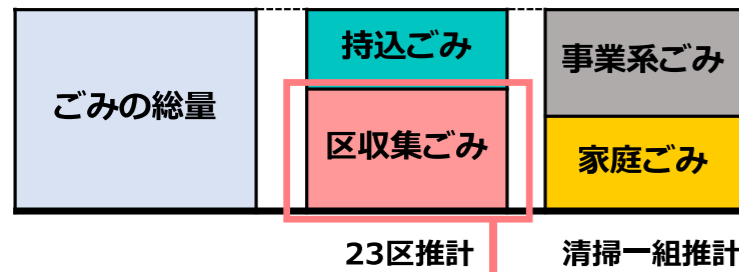 ごみの総量
持込ごみ
区収集ごみ
事業系ごみ
家庭ごみ
23区推計
清掃一組推計